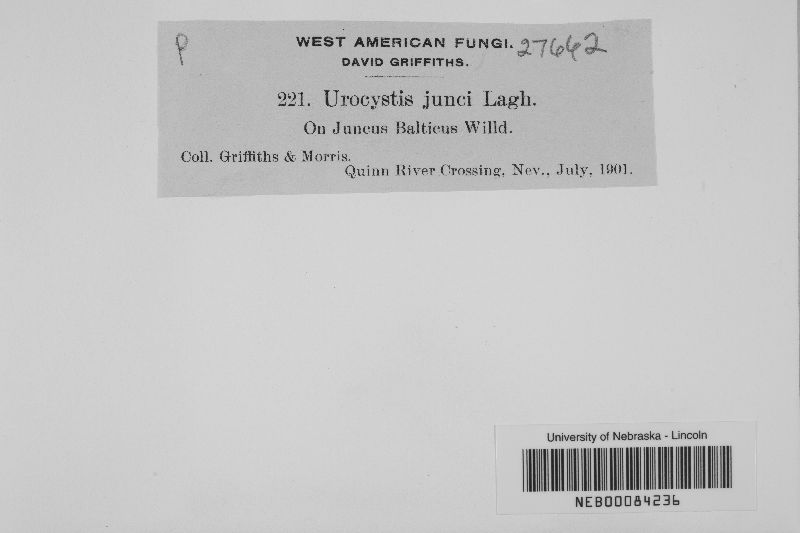 P
WEST AMERICAN FUNGI. 27642
DAVID GRIFFITHS.
221. Urocystis junci Lagh.
On Juncus Balticus Willd.
Coll. Griffiths & Morris.
Quinn River Crossing, Nev., July, 1901.
University of Nebraska - Lincoln
NEB00084236